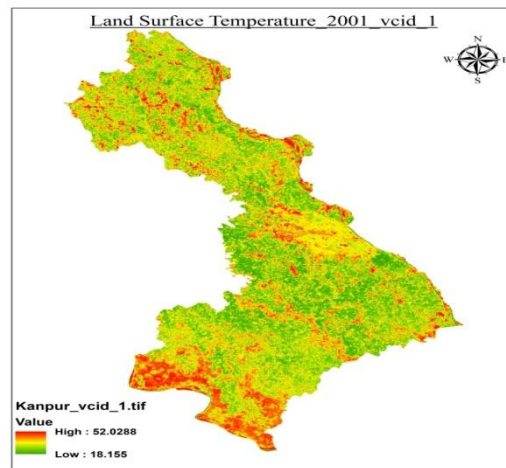 Land Surface Temperature_2001_vcid_1
N
W E
S
Kanpur_vcid_1.tif
Value
High : 52.0288
Low : 18.155